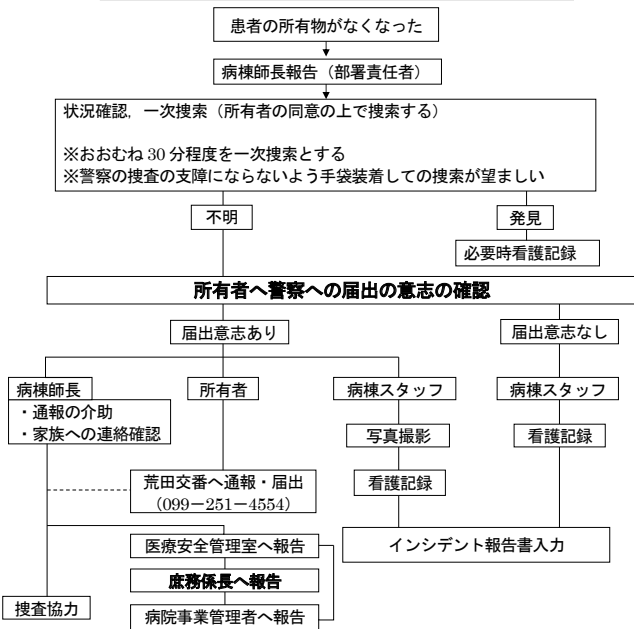 患者の所有物がなくなった
病棟師長報告（部署責任者）
状況確認，一次捜索（所有者の同意の上で捜索する）
※おおむね 30 分程度を一次捜索とする
※警察の捜査の支障にならないよう手袋装着しての捜索が望ましい
不明
発見
必要時看護記録
所有者へ警察への届出の意志の確認
届出意志あり
届出意志なし
病棟師長
・通報の介助
・家族への連絡確認
所有者
病棟スタッフ
病棟スタッフ
写真撮影
看護記録
荒田交番へ通報・届出
（099－251－4554）
看護記録
医療安全管理室へ報告
インシデント報告書入力
庶務係長へ報告
捜査協力
病院事業管理者へ報告